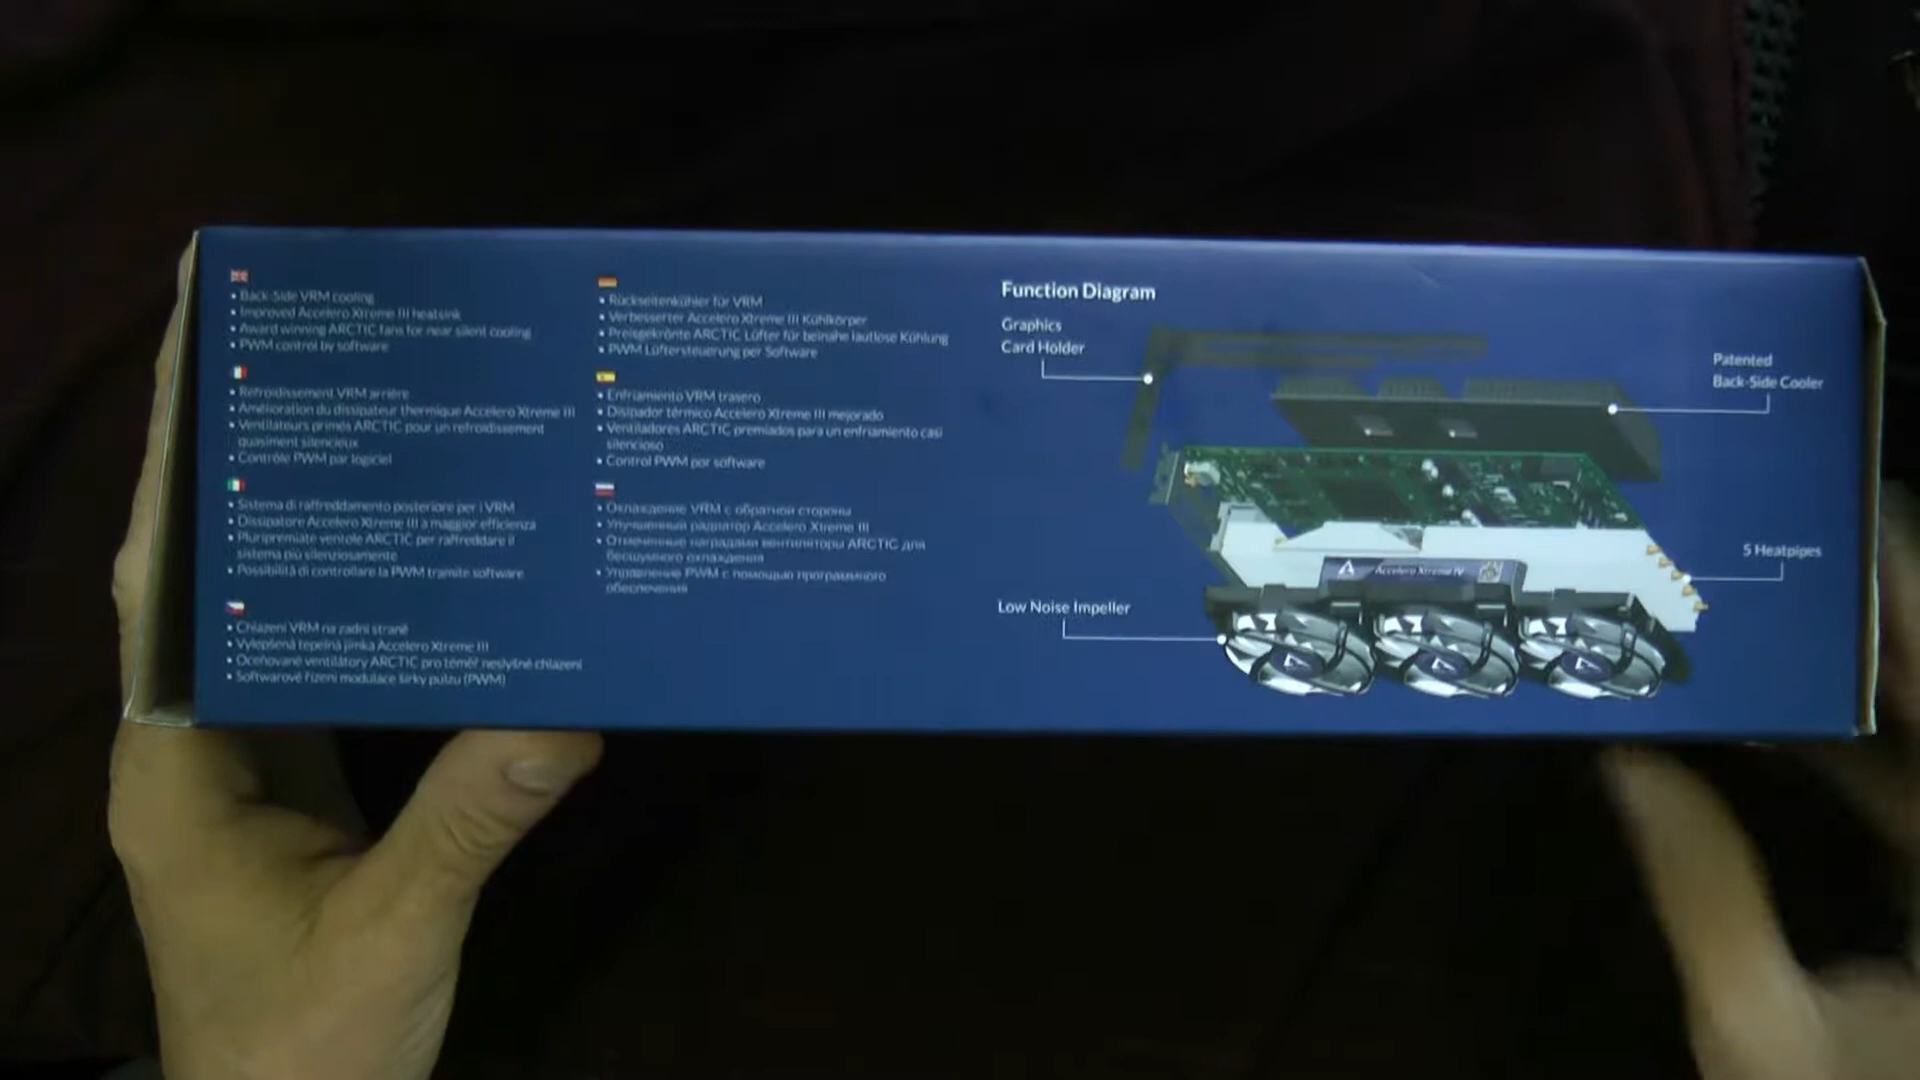 • Back-Side VRM cooling
• Improved Accelero Xtreme III heatsink
• Award winning ARCTIC fans for near silent cooling
• PWM control by software
• Refroidissement VRM arrière
• Amélioration du dissipateur thermique Accelero Xtreme III
• Ventilateurs primés ARCTIC pour un refroidissement
quasiment silencieux
• Contrôle PWM par logiciel
• Sistema di raffreddamento posteriore per i VRM
• Dissipatore Accelero Xtreme III a maggior efficienza
• Pluripremiate ventole ARCTIC per raffreddare il
sistema più silenziosamente
• Possibilità di controllare la PWM tramite software
• Chlazení VRM na zadní straně
• Vylepšená tepelná jímka Accelero Xtreme III
• Oceňované ventilátory ARCTIC pro téměř neslyšné chlazení
• Softwarové řízení modulace šířky pulzu (PWM)
• Rückseitenkühler für VRM
• Verbesserter Accelero Xtreme III Kühlkörper
• Preisgekrönte ARCTIC Lüfter für beinahe lautlose Kühlung
• PWM Lüftersteuerung per Software
• Enfriamiento VRM trasero
• Disipador térmico Accelero Xtreme III mejorado
• Ventiladores ARCTIC premiados para un enfriamiento casi
silencioso
• Control PWM por software
• Охлаждение VRM с обратной стороны
• Улучшенный радиатор Accelero Xtreme III
• Отмеченные наградами вентиляторы ARCTIC для
бесшумного охлаждения
• Управление PWM с помощью программного
обеспечения
Function Diagram
Graphics
Card Holder
Patented
Back-Side Cooler
5 Heatpipes
Accelero Xtreme IV
Low Noise Impeller